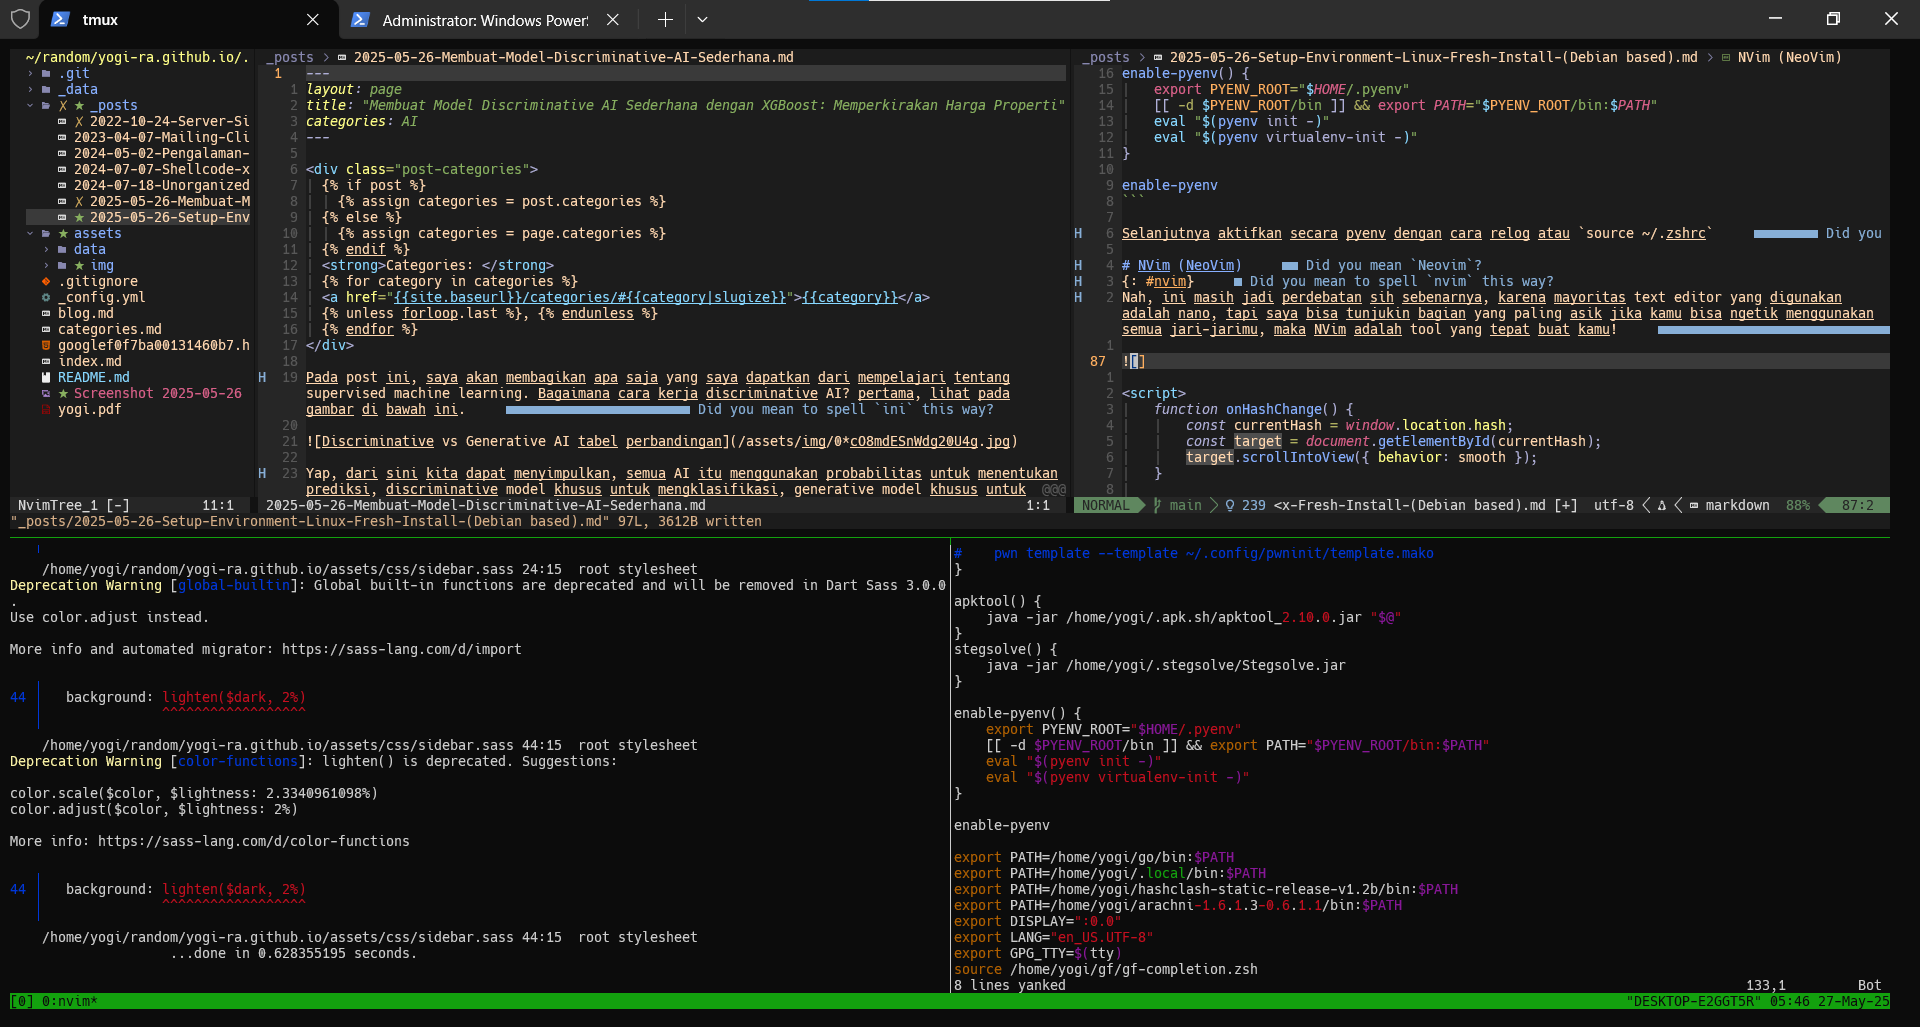 tmux
Administrator: Windows PowerS
~/random/yogi-ra.github.io/.
.git
_data
_posts
2022-10-24-Server-Si
2023-04-07-Mailing-Cli
2024-05-02-Pengalaman-
2024-07-07-Shellcode-x
2024-07-18-Unorganized
2025-05-26-Membuat-M
2025-05-26-Setup-Env
assets
data
img
.gitignore
_config.yml
blog.md
categories.md
googlef0f7ba00131460b7.h
index.md
README.md
Screenshot 2025-05-26
yogi.pdf
NvimTree_1 [-] 11:1
_posts > 2025-05-26-Membuat-Model-Discriminative-AI-Sederhana.md
1 ---
1 layout: page
2 title: "Membuat Model Discriminative AI Sederhana dengan XGBoost: Memperkirakan Harga Properti"
3 categories: AI
4 ---
5
6 <div class="post-categories">
7 {% if post %}
8 {% assign categories = post.categories %}
9 {% else %}
10 {% assign categories = page.categories %}
11 {% endif %}
12 <strong>Categories: </strong>
13 {% for category in categories %}
14 <a href="{{site.baseurl}}/categories/#{{category|slugize}}">{{category}}</a>
15 {% unless forloop.last %}, {% endunless %}
16 {% endfor %}
17 </div>
18
H 19 Pada post ini, saya akan membagikan apa saja yang saya dapatkan dari mempelajari tentang
supervised machine learning. Bagaimana cara kerja discriminative AI? pertama, lihat pada
gambar di bawah ini. Did you mean to spell `ini` this way?
20
21 ![Discriminative vs Generative AI tabel perbandingan](/assets/img/0*cO8mdESnWdg20U4g.jpg)
22
H 23 Yap, dari sini kita dapat menyimpulkan, semua AI itu menggunakan probabilitas untuk menentukan
prediksi, discriminative model khusus untuk mengklasifikasi, generative model khusus untuk @@@
2025-05-26-Membuat-Model-Discriminative-AI-Sederhana.md 1:1
_posts > 2025-05-26-Setup-Environment-Linux-Fresh-Install-(Debian based).md > NVim (NeoVim)
16 enable-pyenv() {
15 export PYENV_ROOT="$HOME/.pyenv"
14 [[ -d $PYENV_ROOT/bin ]] && export PATH="$PYENV_ROOT/bin:$PATH"
13 eval "$(pyenv init -)"
12 eval "$(pyenv virtualenv-init -)"
11 }
10
9 enable-pyenv
8 ```
7
H 6 Selanjutnya aktifkan secara pyenv dengan cara relog atau `source ~/.zshrc` Did you
5
H 4 # NVim (NeoVim) Did you mean `Neovim`?
H 3 {: #nvim} Did you mean to spell `nvim` this way?
H 2 Nah, ini masih jadi perdebatan sih sebenarnya, karena mayoritas text editor yang digunakan
adalah nano, tapi saya bisa tunjukin bagian yang paling asik jika kamu bisa ngetik menggunakan
semua jari-jarimu, maka NVim adalah tool yang tepat buat kamu!
1
87 ![]
1
2 <script>
3 function onHashChange() {
4 const currentHash = window.location.hash;
5 const target = document.getElementById(currentHash);
6 target.scrollIntoView({ behavior: smooth });
7 }
8
NORMAL main 239 <x-Fresh-Install-(Debian based).md [+] utf-8 < < markdown 88% 87:2
"_posts/2025-05-26-Setup-Environment-Linux-Fresh-Install-(Debian based).md" 97L, 3612B written
/home/yogi/random/yogi-ra.github.io/assets/css/sidebar.sass 24:15 root stylesheet
Deprecation Warning [global-builtin]: Global built-in functions are deprecated and will be removed in Dart Sass 3.0.0
.
Use color.adjust instead.
More info and automated migrator: https://sass-lang.com/d/import
44 background: lighten($dark, 2%)
^^^^^^^^^^^^^^^^^^
/home/yogi/random/yogi-ra.github.io/assets/css/sidebar.sass 44:15 root stylesheet
Deprecation Warning [color-functions]: lighten() is deprecated. Suggestions:
color.scale($color, $lightness: 2.3340961098%)
color.adjust($color, $lightness: 2%)
More info: https://sass-lang.com/d/color-functions
44 background: lighten($dark, 2%)
^^^^^^^^^^^^^^^^^^
/home/yogi/random/yogi-ra.github.io/assets/css/sidebar.sass 44:15 root stylesheet
...done in 0.628355195 seconds.
# pwn template --template ~/.config/pwninit/template.mako
}
apktool() {
java -jar /home/yogi/.apk.sh/apktool_2.10.0.jar "$@"
}
stegsolve() {
java -jar /home/yogi/.stegsolve/Stegsolve.jar
}
enable-pyenv() {
export PYENV_ROOT="$HOME/.pyenv"
[[ -d $PYENV_ROOT/bin ]] && export PATH="$PYENV_ROOT/bin:$PATH"
eval "$(pyenv init -)"
eval "$(pyenv virtualenv-init -)"
}
enable-pyenv
export PATH=/home/yogi/go/bin:$PATH
export PATH=/home/yogi/.local/bin:$PATH
export PATH=/home/yogi/hashclash-static-release-v1.2b/bin:$PATH
export PATH=/home/yogi/arachni-1.6.1.3-0.6.1.1/bin:$PATH
export DISPLAY=":0.0"
export LANG="en_US.UTF-8"
export GPG_TTY=$(tty)
source /home/yogi/gf/gf-completion.zsh
8 lines yanked 133,1 Bot
[0] 0:nvim* "DESKTOP-E2GGT5R" 05:46 27-May-25